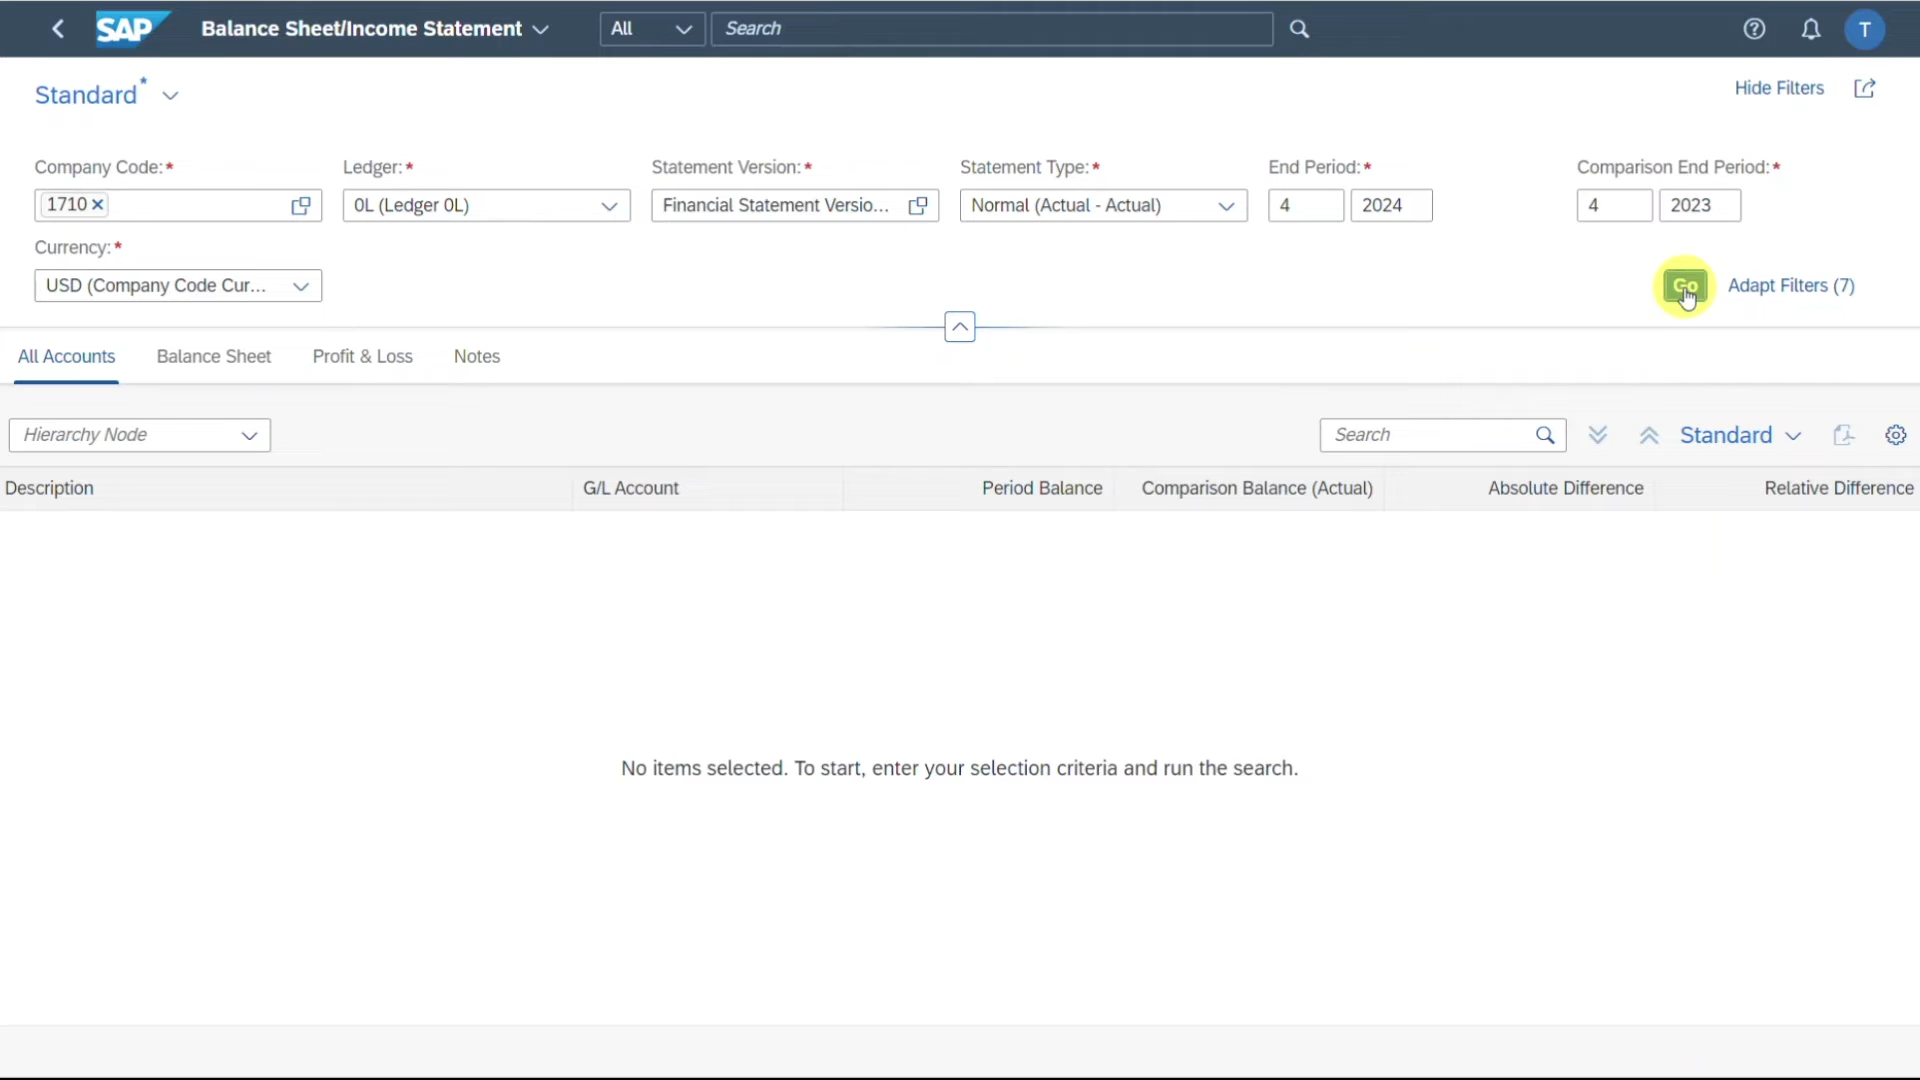 SAP Balance Sheet/Income Statement All Search T
Standard* Hide Filters
Company Code:* Ledger:* Statement Version:* Statement Type:* End Period:* Comparison End Period:*
1710 0L (Ledger 0L) Financial Statement Versio... Normal (Actual - Actual) 4 2024 4 2023
Currency:*
USD (Company Code Cur... Go Adapt Filters (7)
All Accounts Balance Sheet Profit & Loss Notes
Hierarchy Node Search Standard
Description G/L Account Period Balance Comparison Balance (Actual) Absolute Difference Relative Difference
No items selected. To start, enter your selection criteria and run the search.